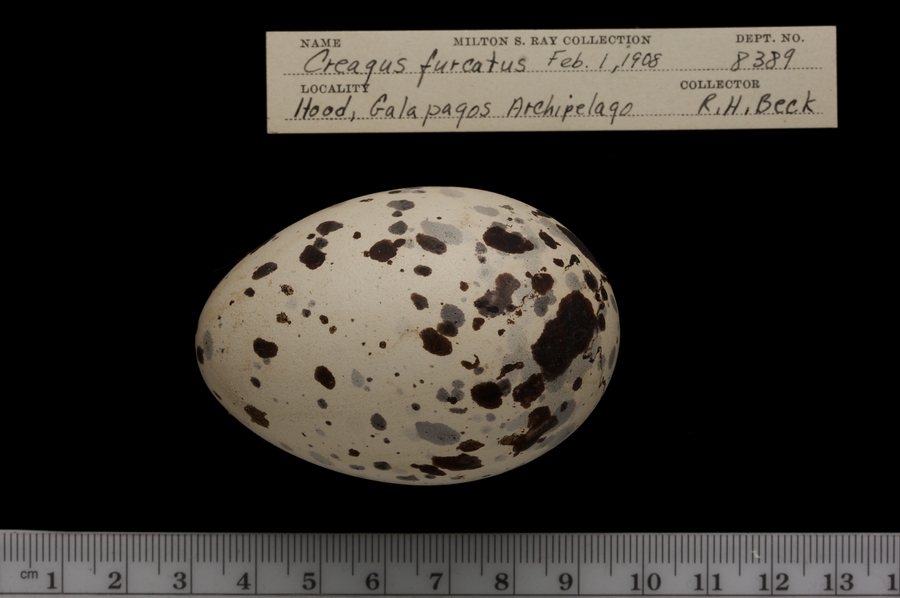 NAME MILTON S. RAY COLLECTION DEPT. NO.
Creagus furcatus Feb. 1, 1908 8389
LOCALITY COLLECTOR
Hood, Galapagos Archipelago R.H. Beck
cm 1 2 3 4 5 6 7 8 9 10 11 12 13 1